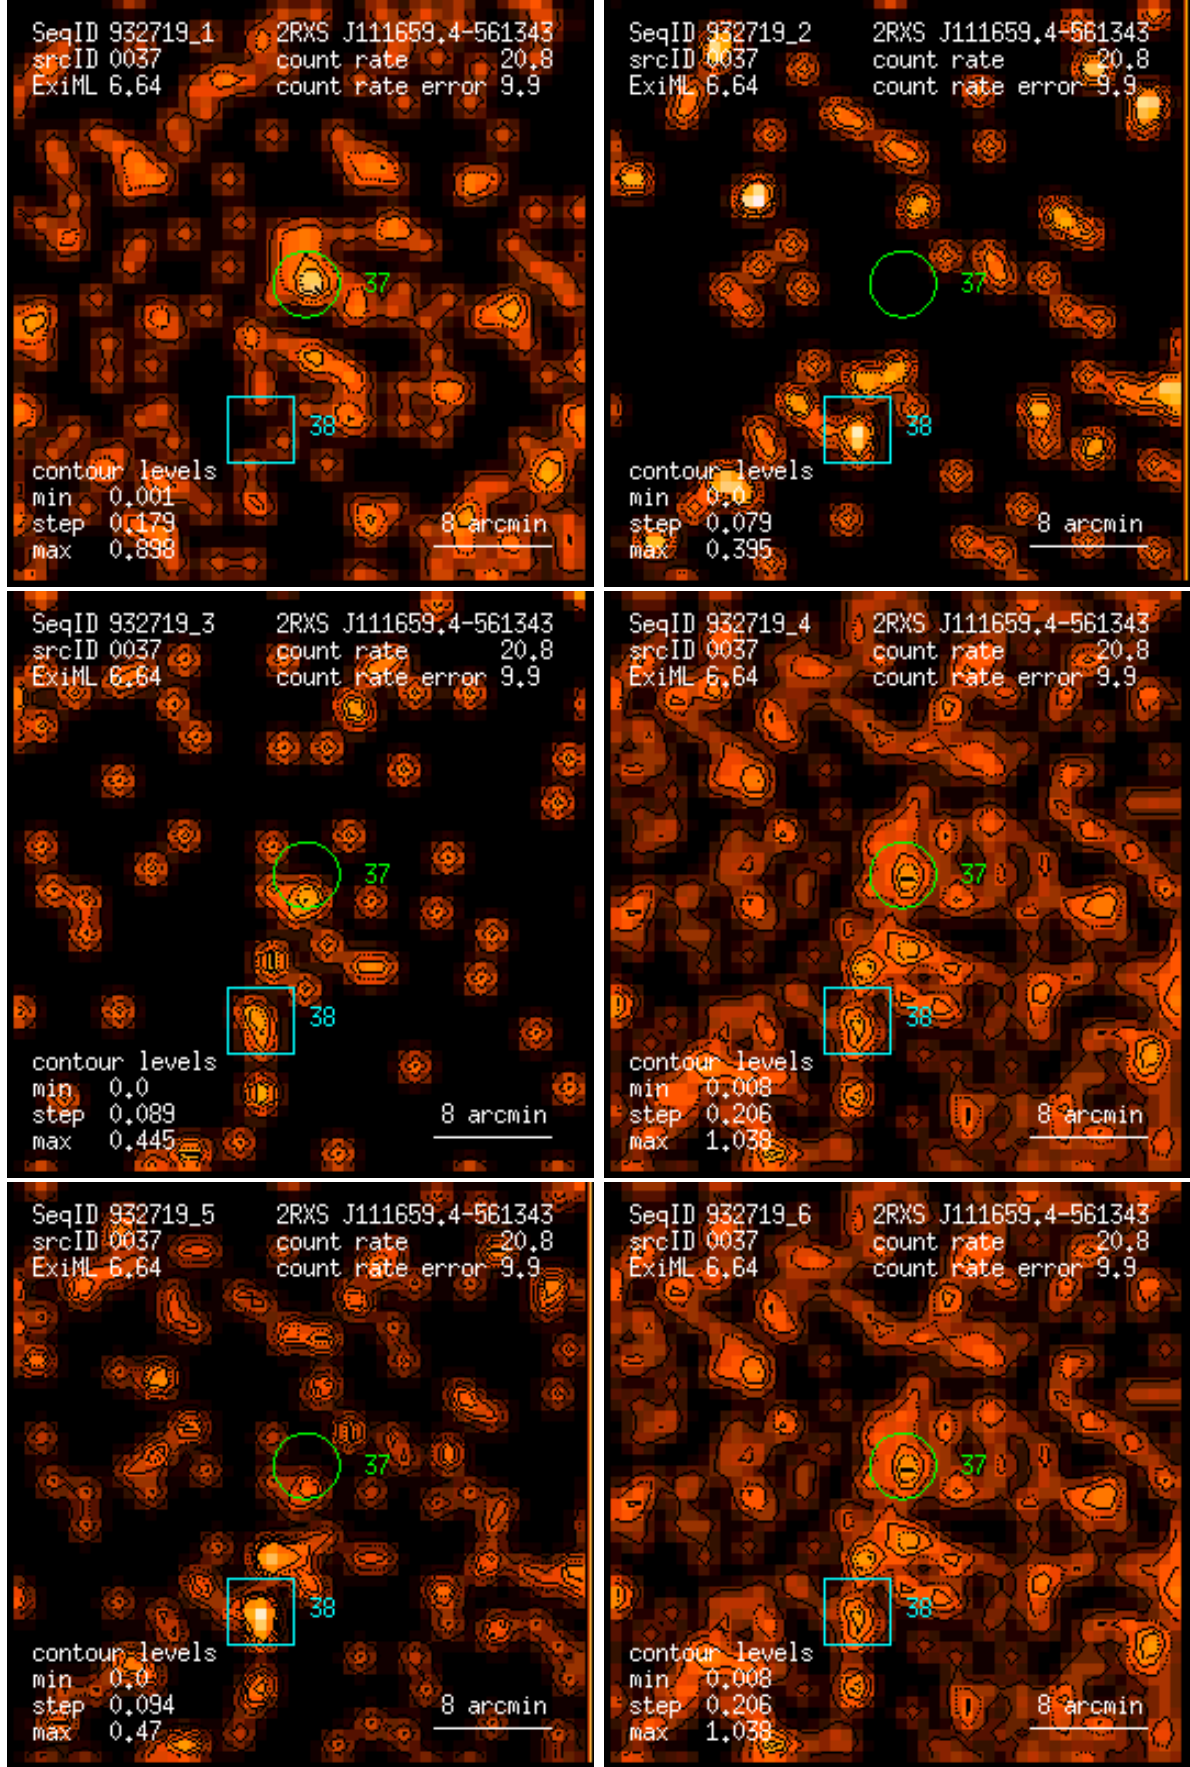 SeqID 932719_1 2RXS J111659.4-561343
srcID 0037 count rate 20.8
ExiML 6.64 count rate error 9.9
37
38
contour levels
min 0.001
step 0.179 8 arcmin
max 0.898
SeqID 932719_2 2RXS J111659.4-561343
srcID 0037 count rate 20.8
ExiML 6.64 count rate error 9.9
37
38
contour levels
min 0.0
step 0.079 8 arcmin
max 0.395
SeqID 932719_3 2RXS J111659.4-561343
srcID 0037 count rate 20.8
ExiML 6.64 count rate error 9.9
37
38
contour levels
min 0.0
step 0.089 8 arcmin
max 0.445
SeqID 932719_4 2RXS J111659.4-561343
srcID 0037 count rate 20.8
ExiML 6.64 count rate error 9.9
37
38
contour levels
min 0.008
step 0.206 8 arcmin
max 1.038
SeqID 932719_5 2RXS J111659.4-561343
srcID 0037 count rate 20.8
ExiML 6.64 count rate error 9.9
37
38
contour levels
min 0.0
step 0.094 8 arcmin
max 0.47
SeqID 932719_6 2RXS J111659.4-561343
srcID 0037 count rate 20.8
ExiML 6.64 count rate error 9.9
37
38
contour levels
min 0.008
step 0.206 8 arcmin
max 1.038